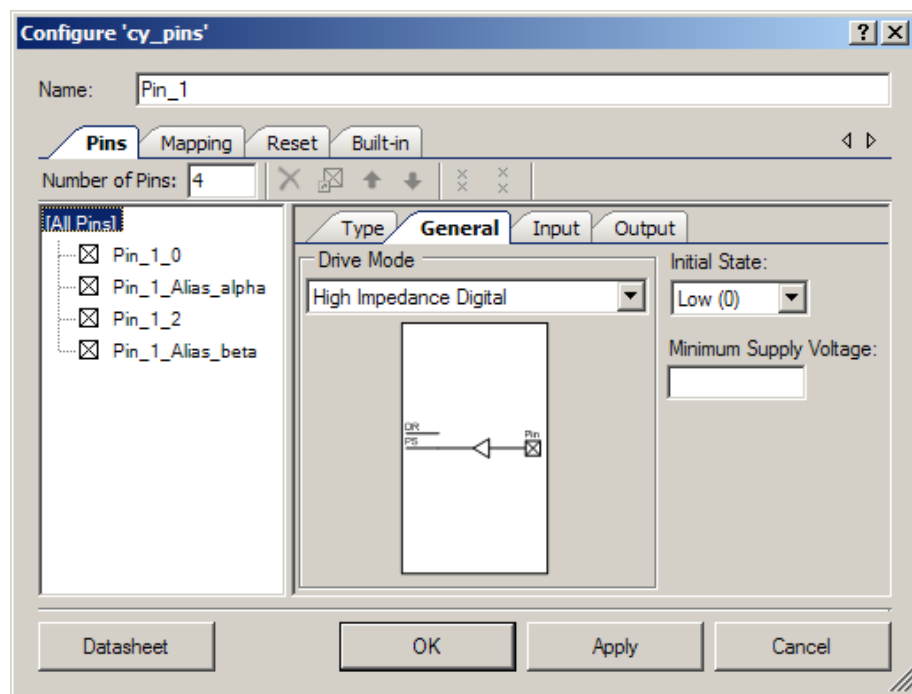 Configure 'cy_pins'
Name: Pin_1
Pins Mapping Reset Built-in
Number of Pins: 4
[All Pins]
Pin_1_0
Pin_1_Alias_alpha
Pin_1_2
Pin_1_Alias_beta
Type General Input Output
Drive Mode
High Impedance Digital
DR
PS
Pin
Initial State:
Low (0)
Minimum Supply Voltage:
Datasheet OK Apply Cancel